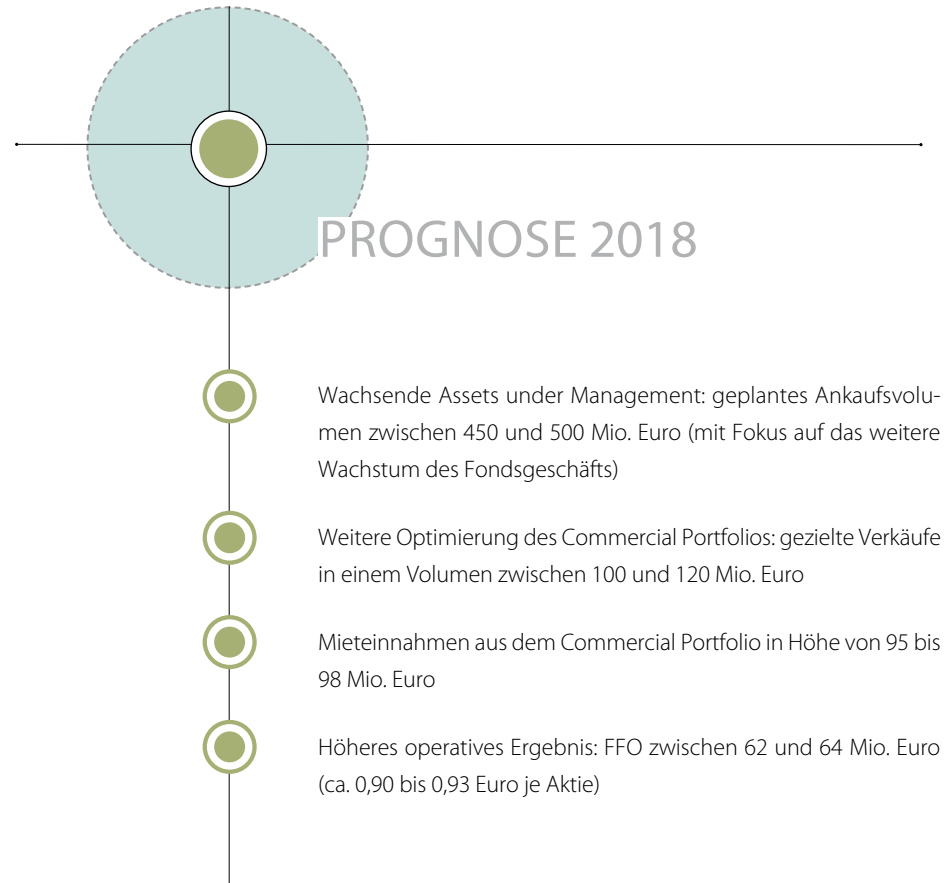 PROGNOSE 2018
Wachsende Assets under Management: geplantes Ankaufsvolu-
men zwischen 450 und 500 Mio. Euro (mit Fokus auf das weitere
Wachstum des Fondsgeschäfts)
Weitere Optimierung des Commercial Portfolios: gezielte Verkäufe
in einem Volumen zwischen 100 und 120 Mio. Euro
Mieteinnahmen aus dem Commercial Portfolio in Höhe von 95 bis
98 Mio. Euro
Höheres operatives Ergebnis: FFO zwischen 62 und 64 Mio. Euro
(ca. 0,90 bis 0,93 Euro je Aktie)